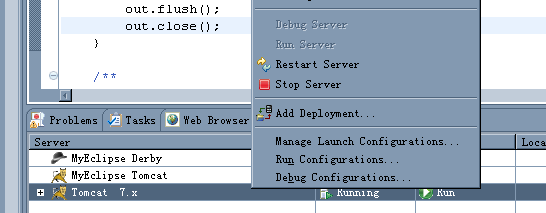 out.flush();
out.close();
}
/**
Debug Server
Run Server
Restart Server
Stop Server
Add Deployment...
Manage Launch Configurations...
Run Configurations...
Debug Configurations...
Problems Tasks Web Browser
Server Loca
MyEclipse Derby
MyEclipse Tomcat
Tomcat 7.x Running Run